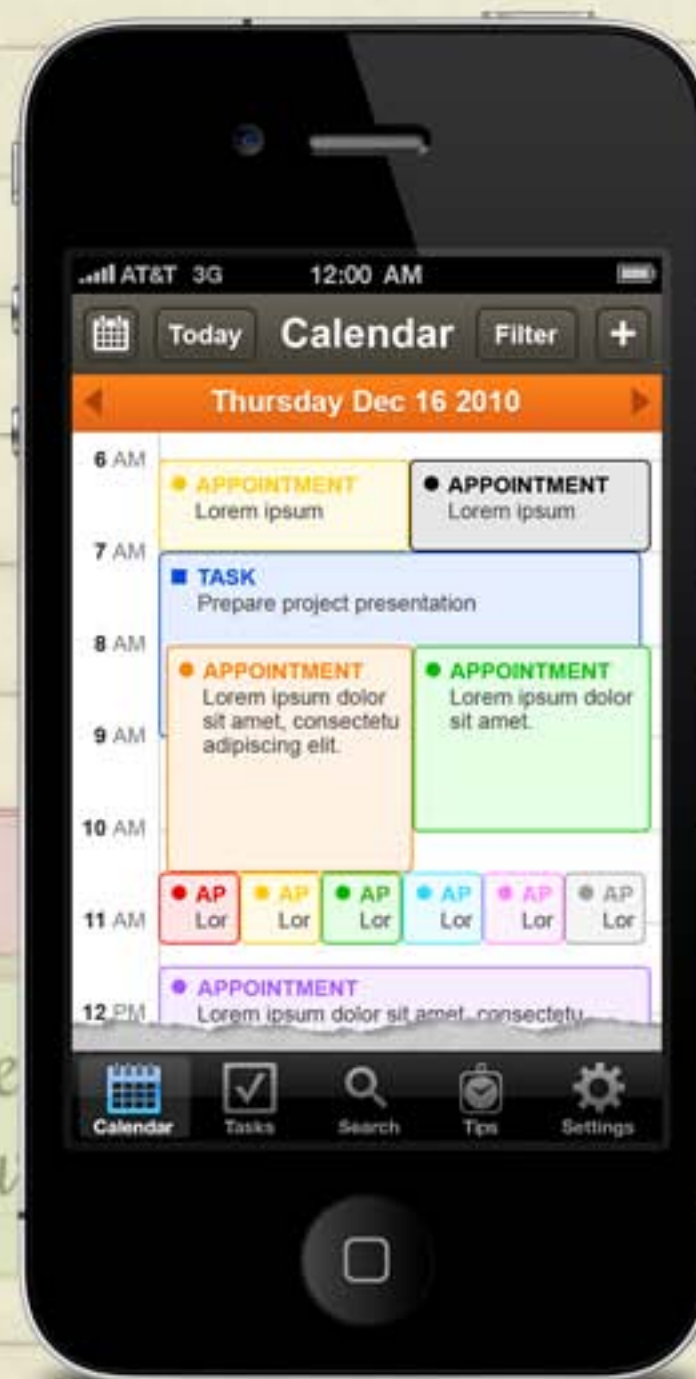 AT&T 3G 12:00 AM
Today Calendar Filter +
Thursday Dec 16 2010
6 AM
APPOINTMENT
Lorem ipsum
APPOINTMENT
Lorem ipsum
7 AM
TASK
Prepare project presentation
8 AM
APPOINTMENT
Lorem ipsum dolor
sit amet, consectetu
adipiscing elit.
APPOINTMENT
Lorem ipsum dolor
sit amet.
9 AM
10 AM
AP AP AP AP AP AP
Lor Lor Lor Lor Lor Lor
11 AM
APPOINTMENT
Lorem ipsum dolor sit amet, consectetu
12 PM
Calendar Tasks Search Tips Settings